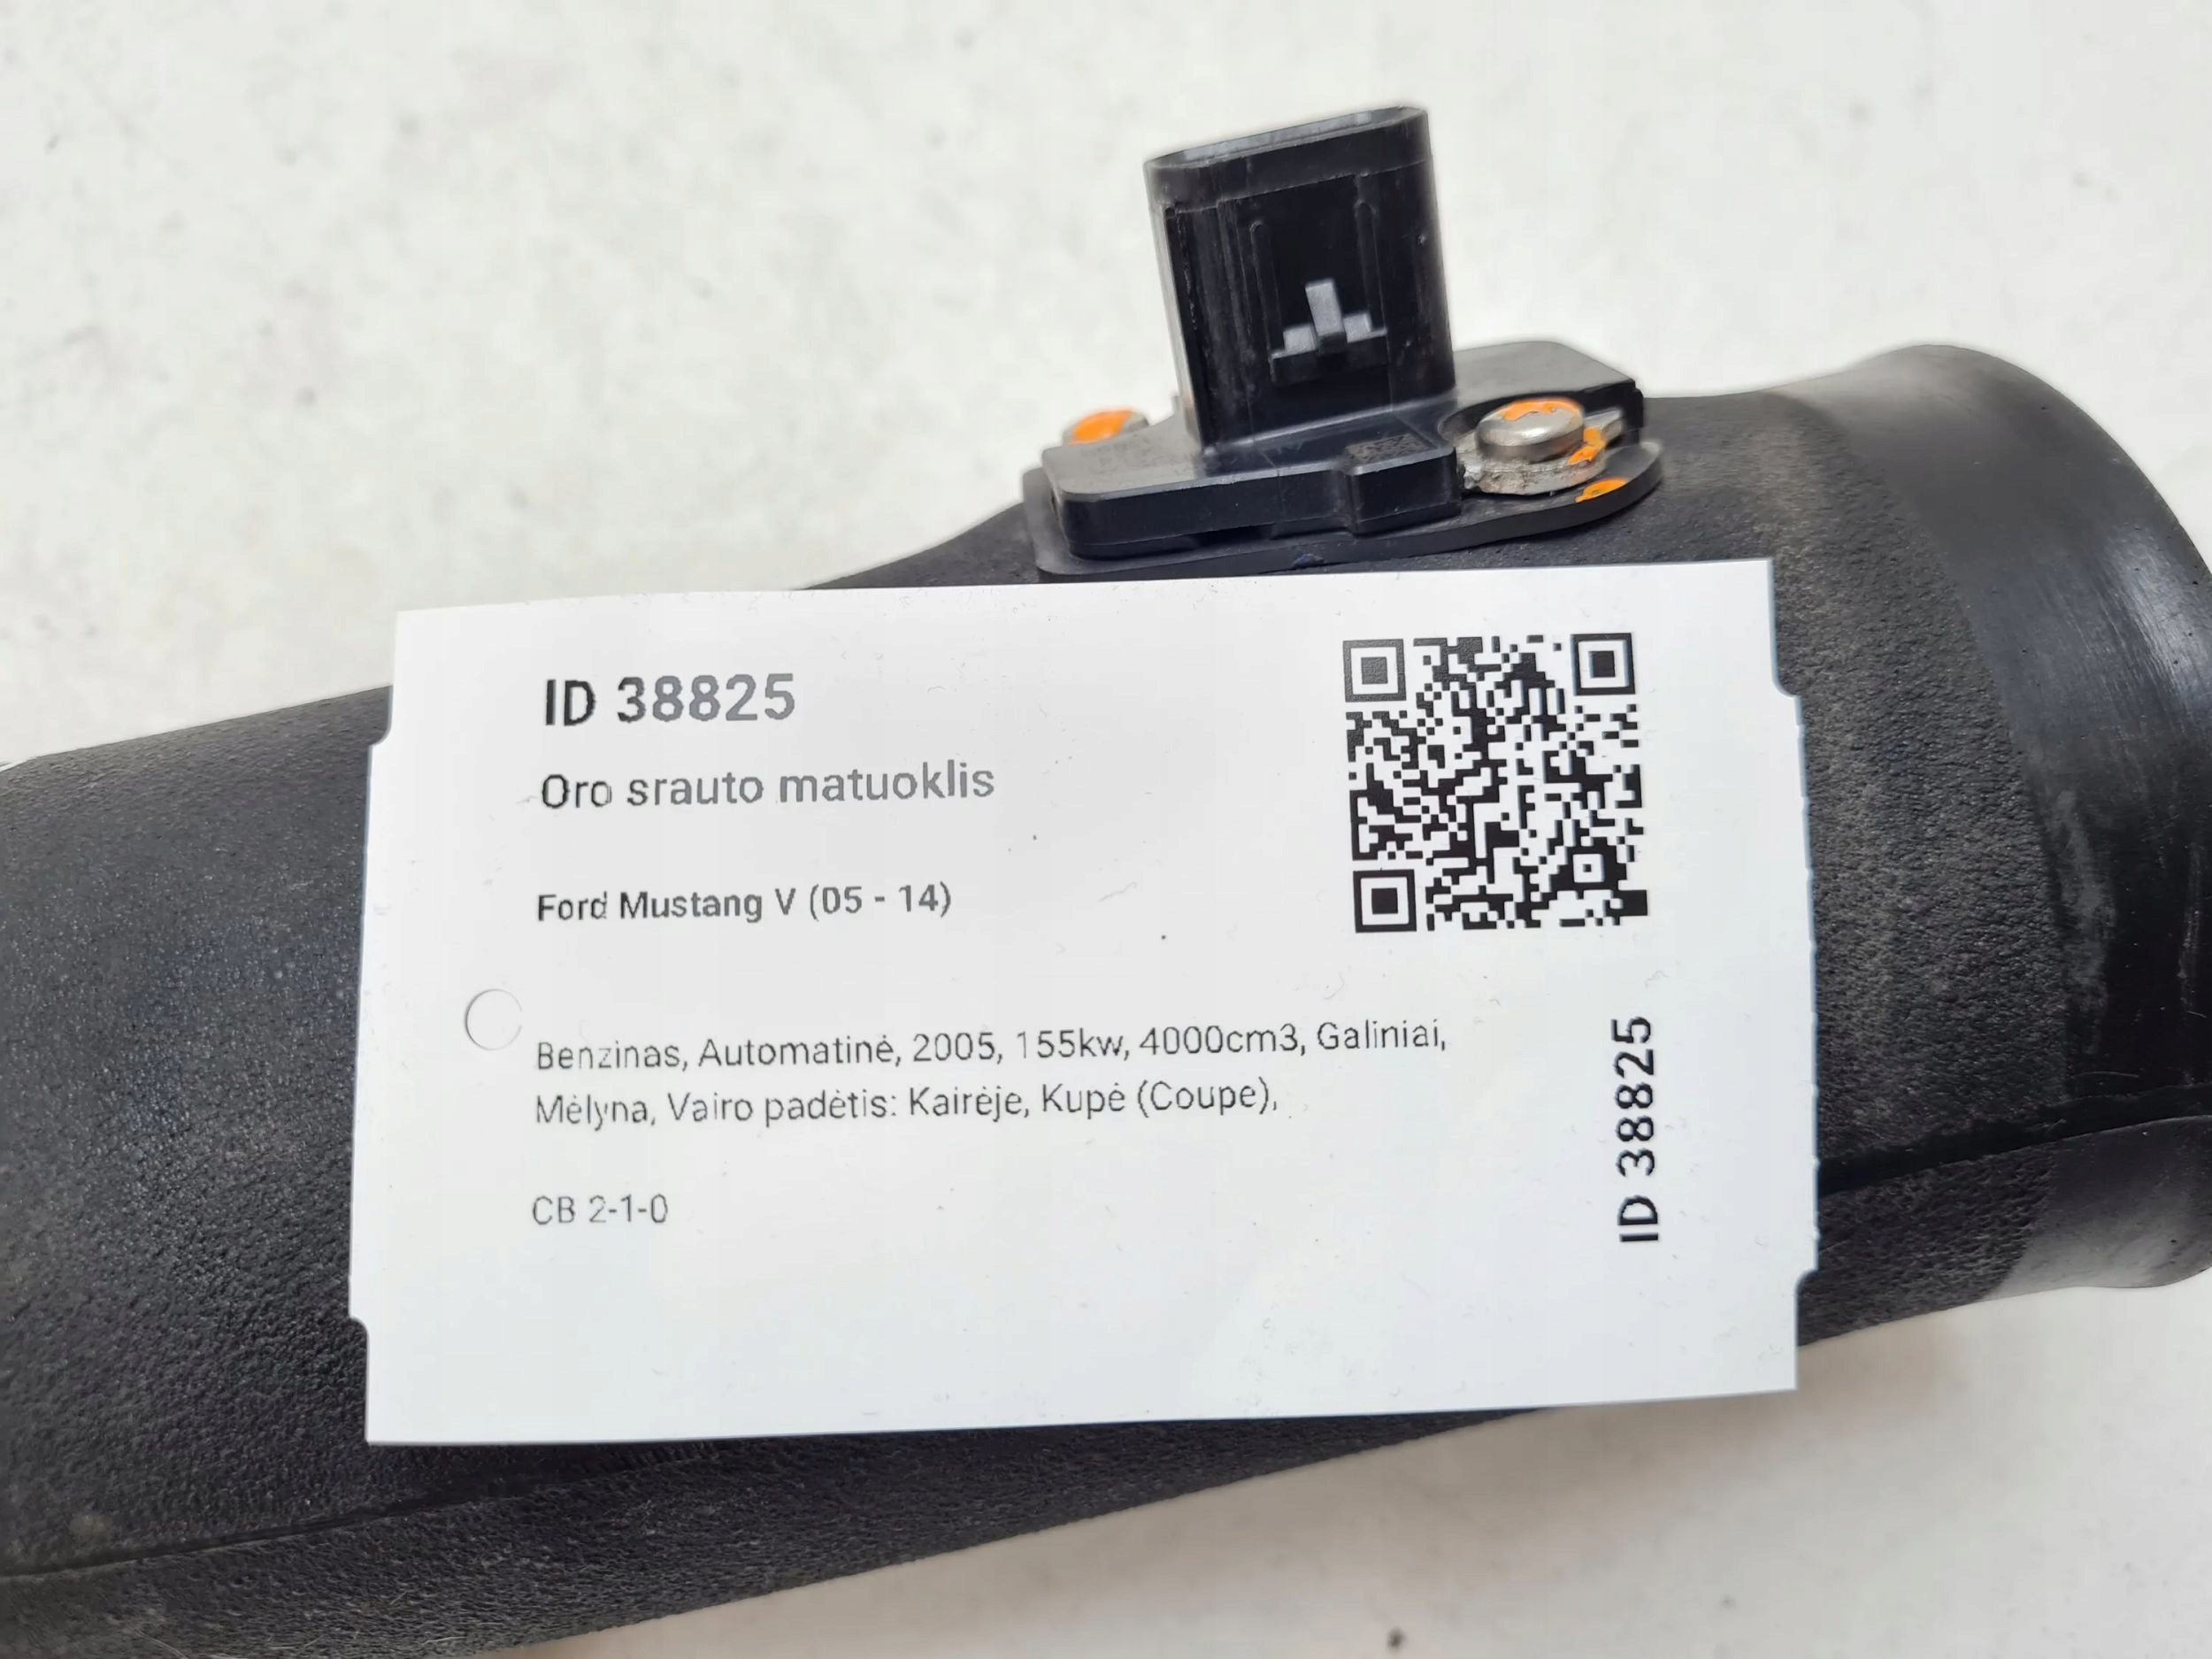 ID 38825
Oro srauto matuoklis
Ford Mustang V (05 - 14)
Benzinas, Automatinė, 2005, 155kw, 4000cm3, Galiniai,
Mėlyna, Vairo padėtis: Kairėje, Kupė (Coupe),
CB 2-1-0
ID 38825